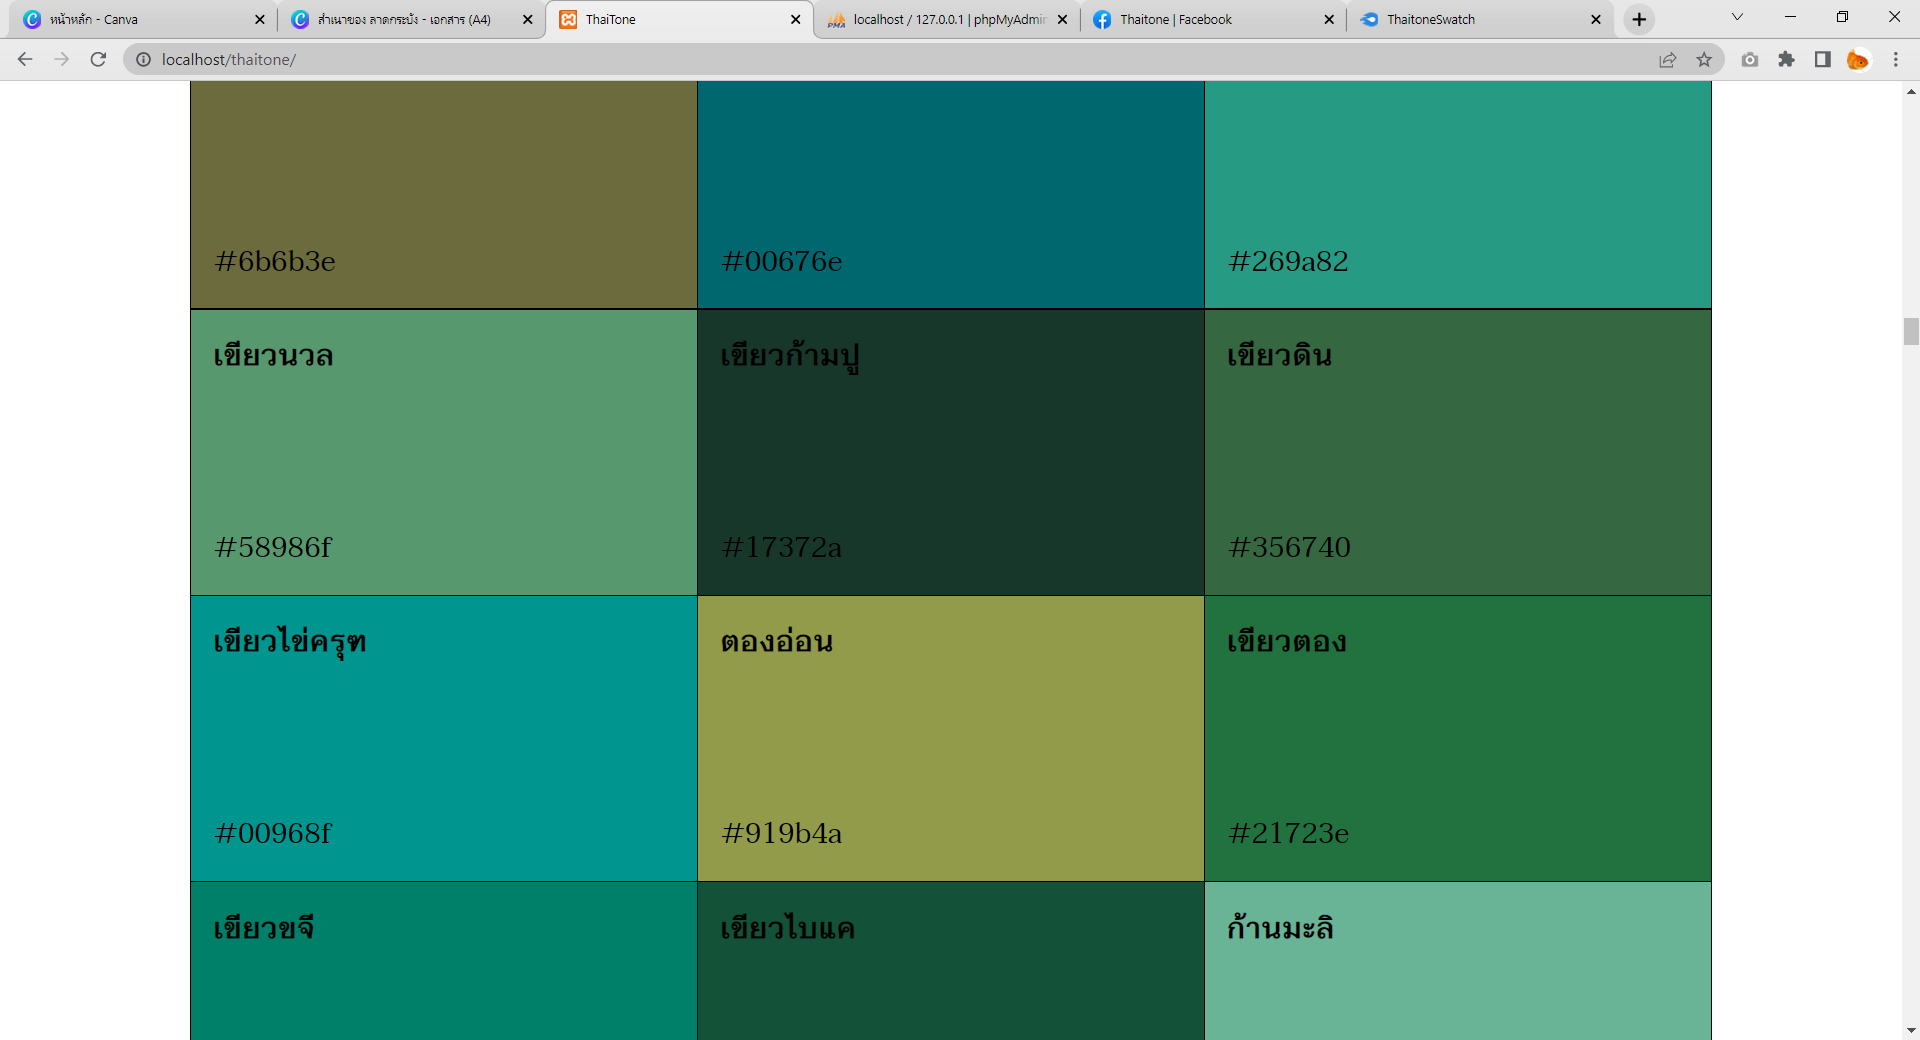 หน้าหลัก - Canva
สำเนาของ ลาดกระบัง - เอกสาร (A4)
ThaiTone
localhost / 127.0.0.1 | phpMyAdmin
Thaitone | Facebook
ThaitoneSwatch
localhost/thaitone/
#6b6b3e #00676e #269a82
เขียวนวล เขียวก้ามปู เขียวดิน
#58986f #17372a #356740
เขียวไข่ครุฑ ตองอ่อน เขียวตอง
#00968f #919b4a #21723e
เขียวขจี เขียวไบแค ก้านมะลิ